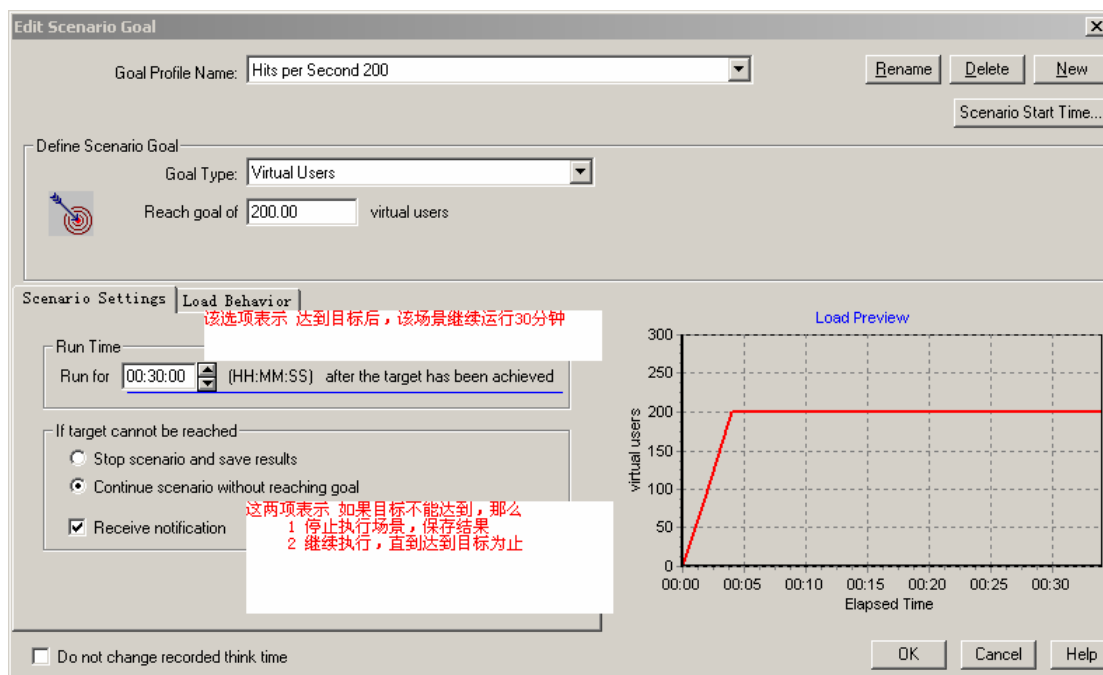 Edit Scenario Goal
Goal Profile Name: Hits per Second 200
Rename Delete New
Scenario Start Time...
Define Scenario Goal
Goal Type: Virtual Users
Reach goal of 200.00 virtual users
Scenario Settings Load Behavior
该选项表示 达到目标后，该场景继续运行30分钟
Run Time
Run for 00:30:00 (HH:MM:SS) after the target has been achieved
If target cannot be reached
Stop scenario and save results
Continue scenario without reaching goal
这两项表示 如果目标不能达到，那么
1 停止执行场景，保存结果
2 继续执行，直到达到目标为止
Receive notification
Load Preview
300
250
200
150
100
50
0
virtual users
00:00 00:05 00:10 00:15 00:20 00:25 00:30
Elapsed Time
Do not change recorded think time
OK Cancel Help